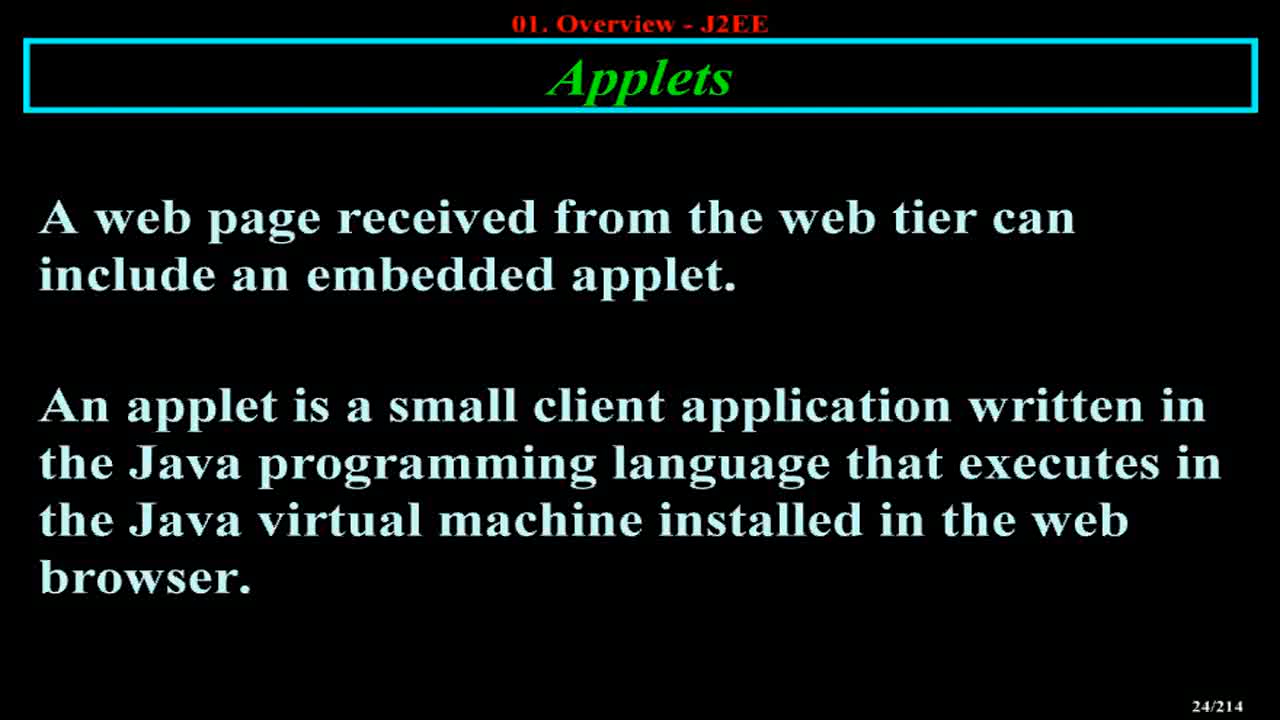 01. Overview - J2EE
Applets
A web page received from the web tier can
include an embedded applet.
An applet is a small client application written in
the Java programming language that executes in
the Java virtual machine installed in the web
browser.
24/214